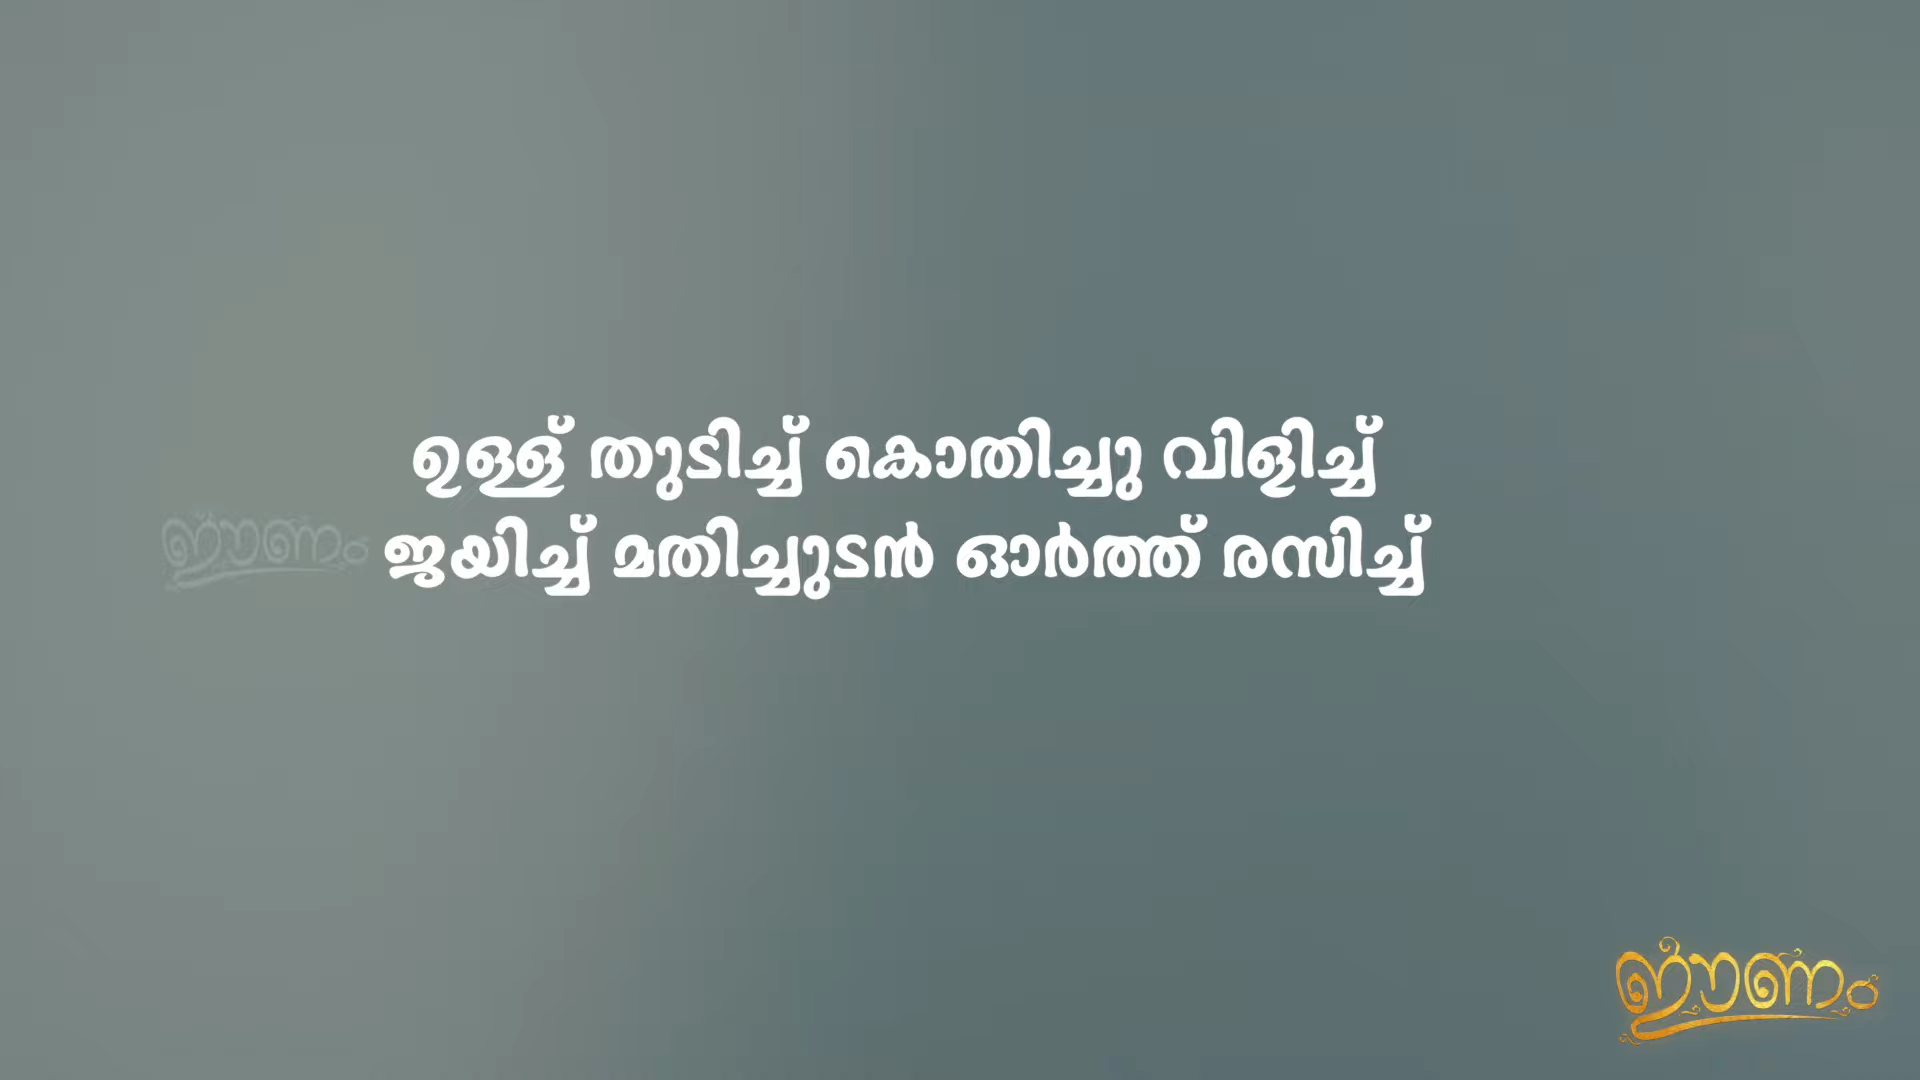 ഉള്ള് തുടിച്ച് കൊതിച്ചു വിളിച്ച്
ജയിച്ച് മതിച്ചുടൻ ഓർത്ത് രസിച്ച്
ഈണം
ഈണം